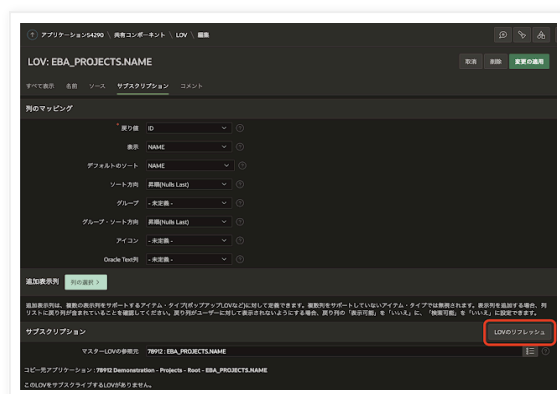 アプリケーション54290 \ 共有コンポーネント \ LOV \ 編集
LOV: EBA_PROJECTS.NAME
取消 削除 変更の適用
すべて表示 名前 ソース サブスクリプション コメント
列のマッピング
* 戻り値 ID
表示 NAME
デフォルトのソート NAME
ソート方向 昇順(Nulls Last)
グループ - 未定義 -
グループ・ソート方向 昇順(Nulls Last)
アイコン - 未定義 -
Oracle Text列 - 未定義 -
追加表示列 列の選択 >
追加表示列は、複数の表示列をサポートするアイテム・タイプ(ポップアップLOVなど)に対して定義できます。複数列をサポートしていないアイテム・タイプでは無視されます。表示列を追加する場合、列
リストに戻り列が含まれていることを確認してください。戻り列がユーザーに対して表示されないようにする場合、戻り列の「表示可能」を「いいえ」に、「検索可能」を「いいえ」に設定できます。
サブスクリプション LOVのリフレッシュ
マスターLOVの参照元 78912 : EBA_PROJECTS.NAME
コピー元アプリケーション : 78912 Demonstration - Projects - Root - EBA_PROJECTS.NAME
このLOVをサブスクライブするLOVがありません。